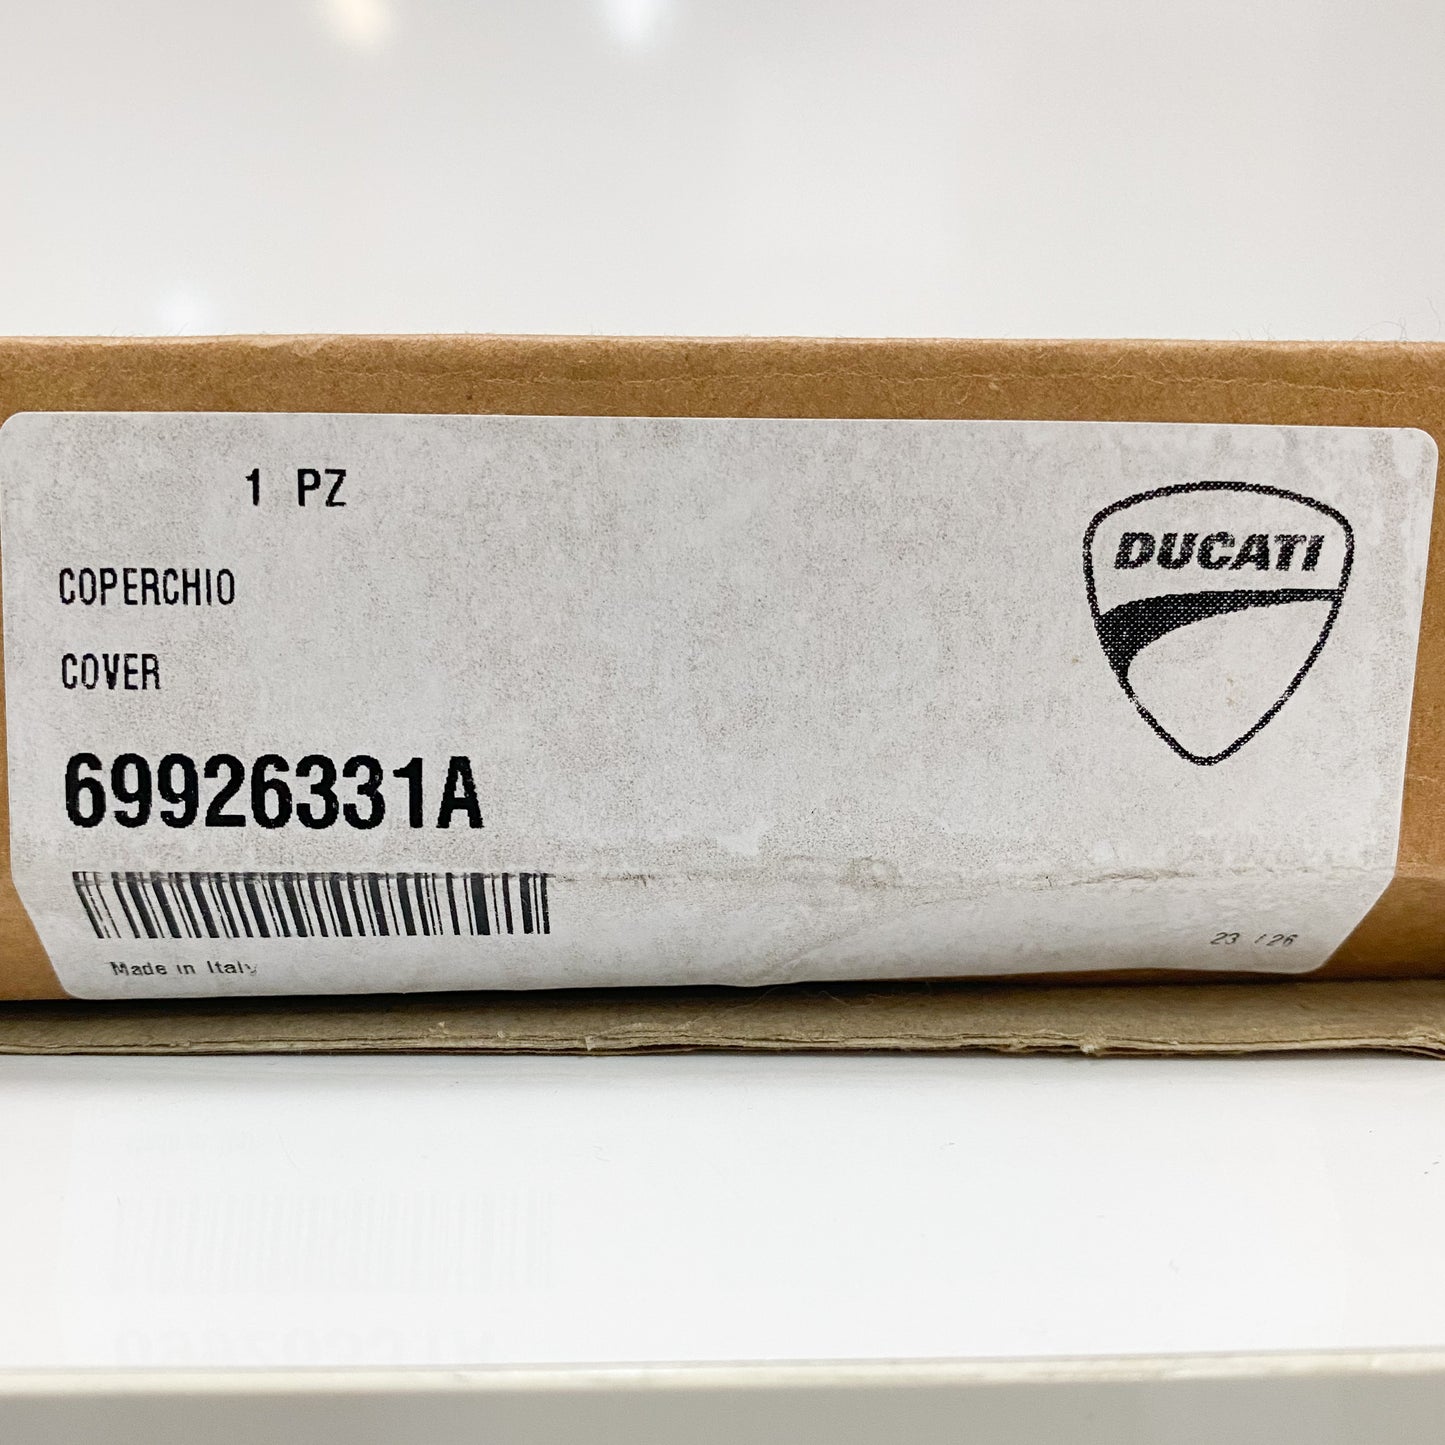 1 PZ
DUCATI
COPERCHIO
COVER
69926331A
23 / 26
Made in Italy